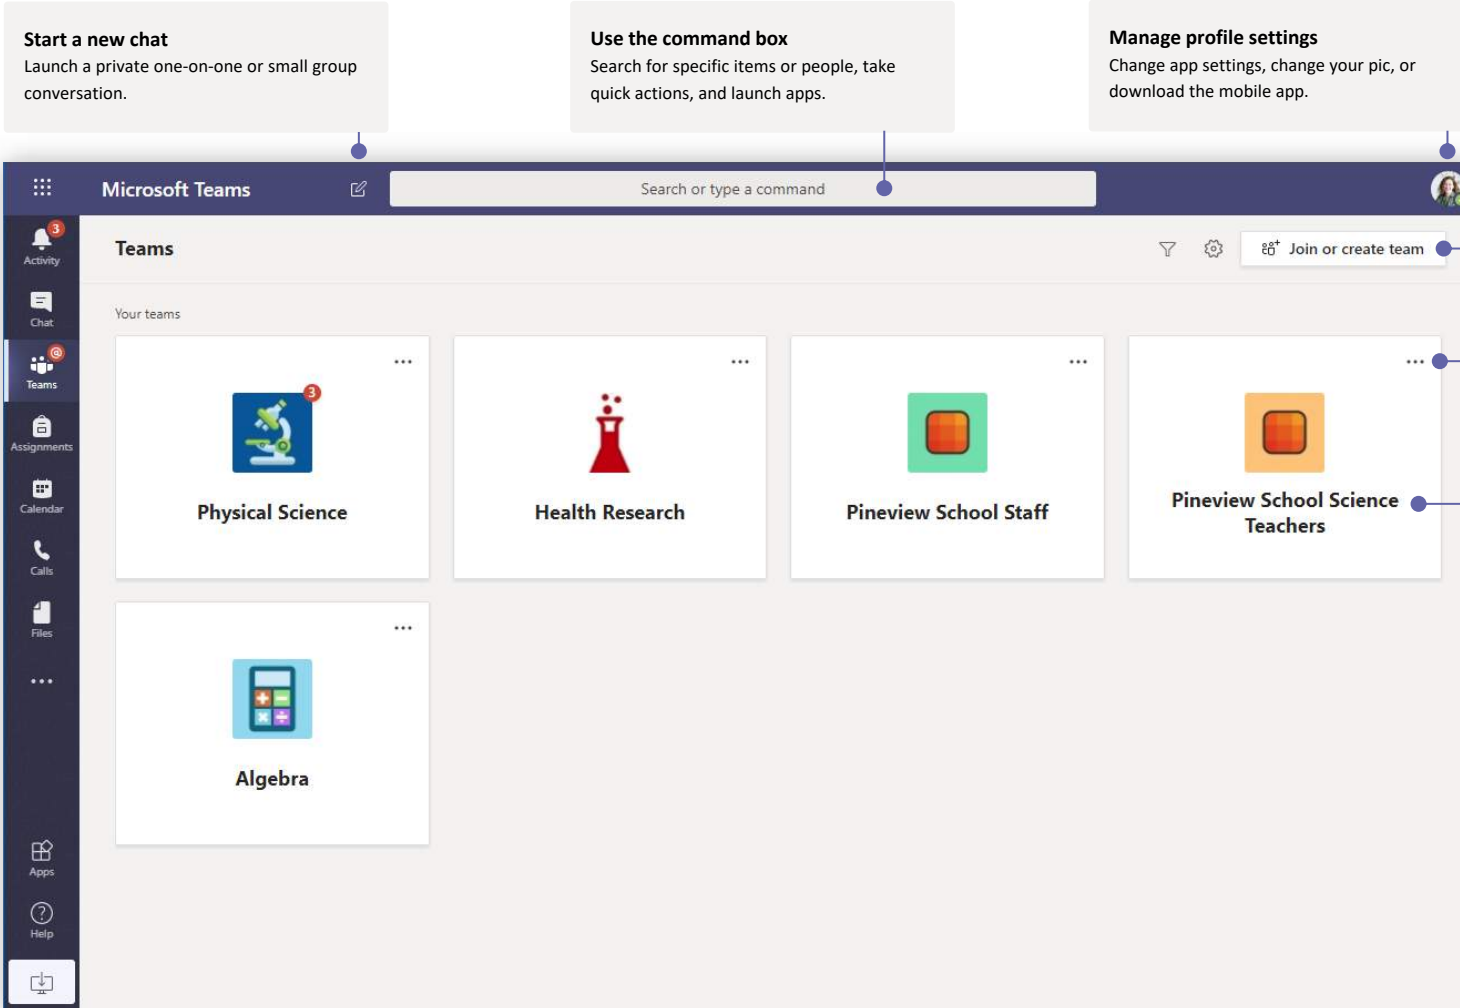 Start a new chat
Launch a private one-on-one or small group
conversation.
Use the command box
Search for specific items or people, take
quick actions, and launch apps.
Manage profile settings
Change app settings, change your pic, or
download the mobile app.
Microsoft Teams
Search or type a command
3
Activity
Chat
@
Teams
Assignments
Calendar
Calls
Files
Apps
Help
Teams
Join or create team
Your teams
3
Physical Science
Health Research
Pineview School Staff
Pineview School Science
Teachers
Algebra